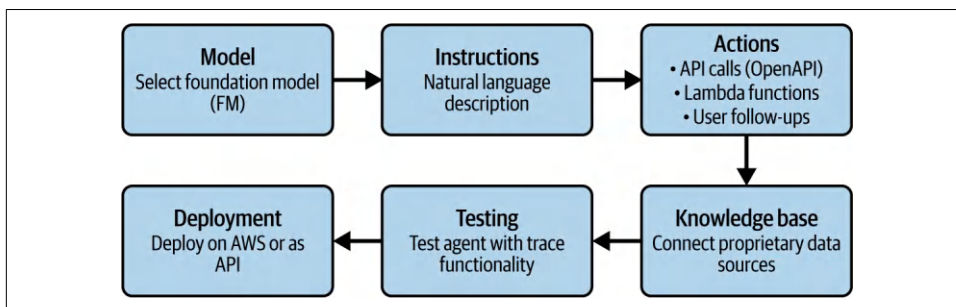 Model
Select foundation model
(FM)
Instructions
Natural language
description
Actions
• API calls (OpenAPI)
• Lambda functions
• User follow-ups
Deployment
Deploy on AWS or as
API
Testing
Test agent with trace
functionality
Knowledge base
Connect proprietary data
sources